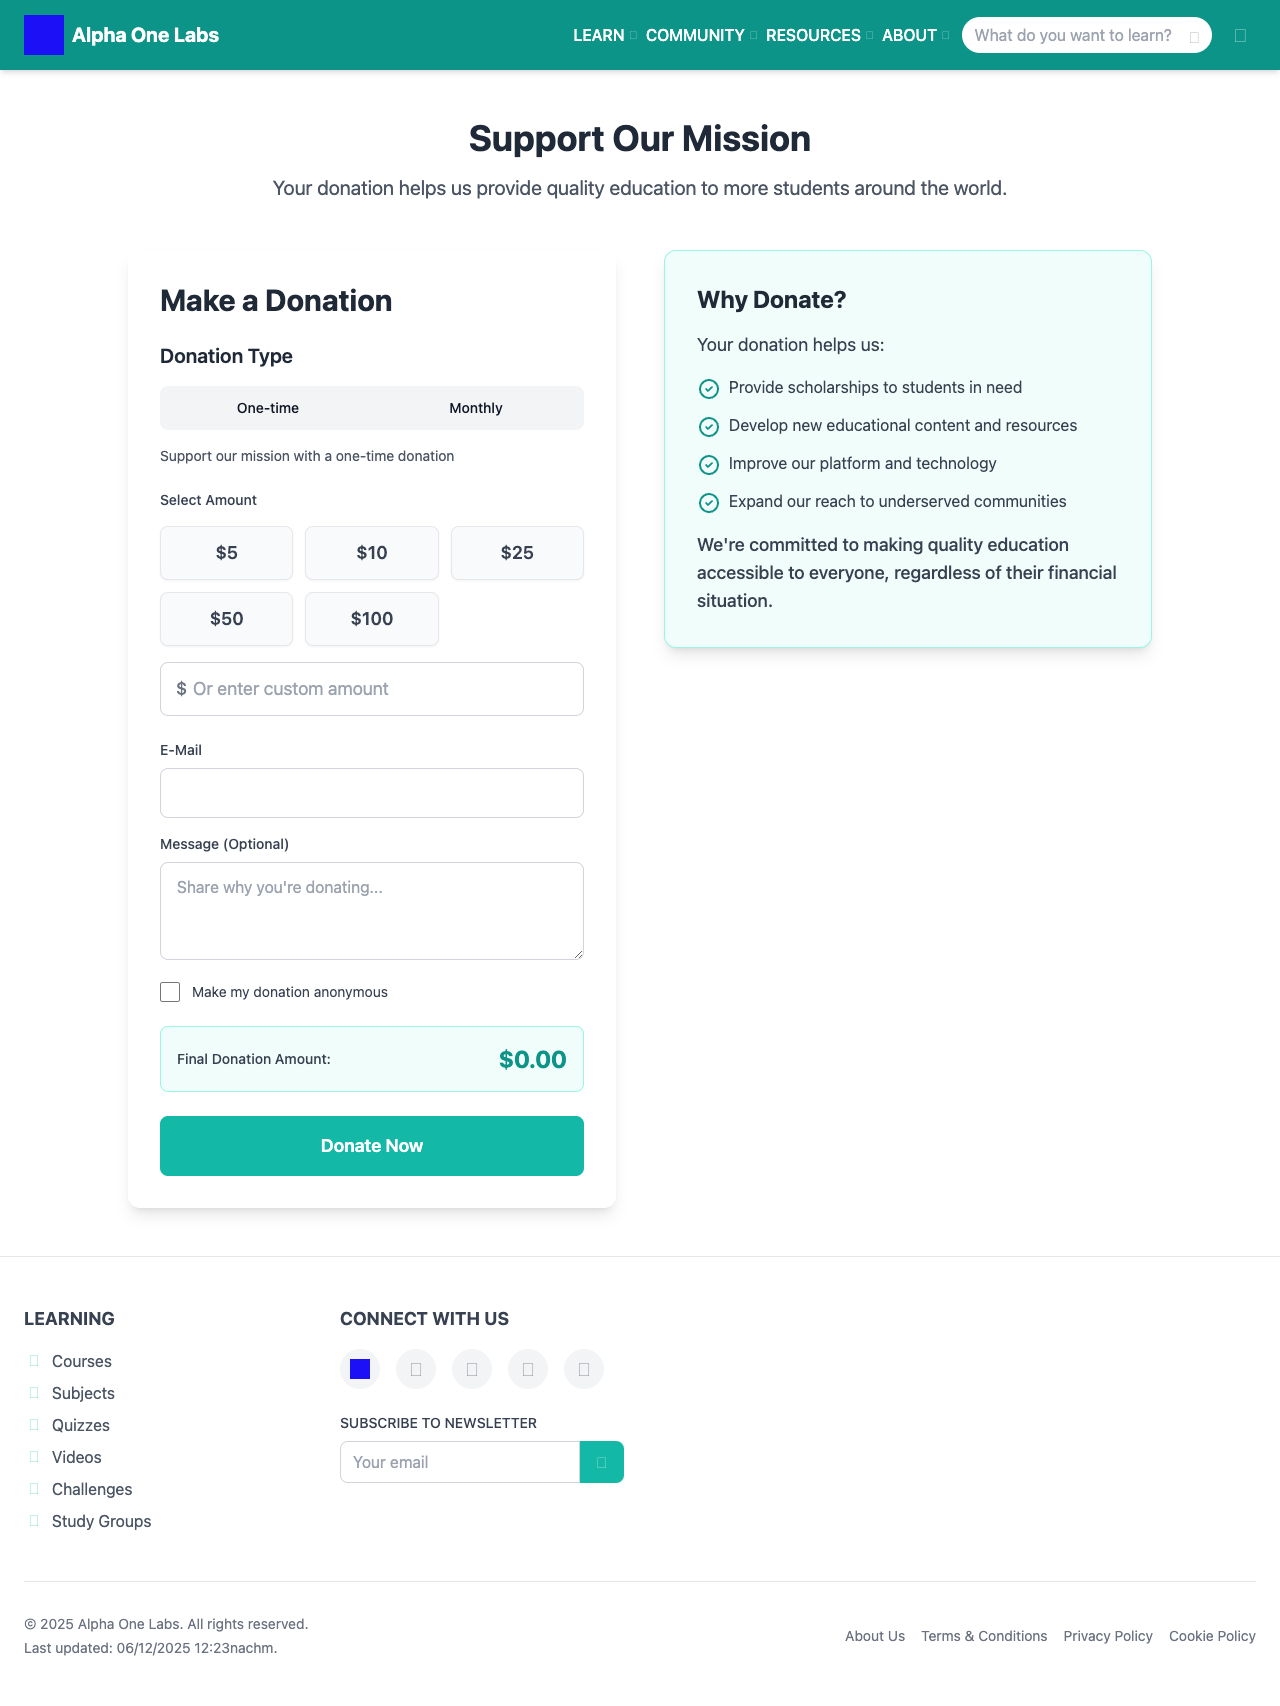 Alpha One Labs
LEARN COMMUNITY RESOURCES ABOUT What do you want to learn?
Support Our Mission
Your donation helps us provide quality education to more students around the world.
Make a Donation
Donation Type
One-time Monthly
Support our mission with a one-time donation
Select Amount
$5 $10 $25
$50 $100
$ Or enter custom amount
E-Mail
Message (Optional)
Share why you're donating...
Make my donation anonymous
Final Donation Amount: $0.00
Donate Now
Why Donate?
Your donation helps us:
Provide scholarships to students in need
Develop new educational content and resources
Improve our platform and technology
Expand our reach to underserved communities
We're committed to making quality education
accessible to everyone, regardless of their financial
situation.
LEARNING
Courses
Subjects
Quizzes
Videos
Challenges
Study Groups
CONNECT WITH US
SUBSCRIBE TO NEWSLETTER
Your email
© 2025 Alpha One Labs. All rights reserved.
Last updated: 06/12/2025 12:23nachm.
About Us Terms & Conditions Privacy Policy Cookie Policy